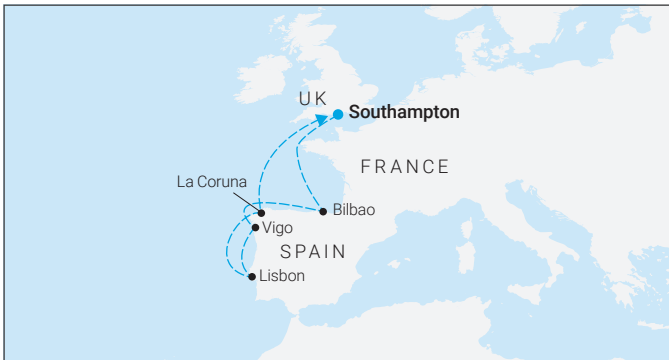 UK
Southampton
FRANCE
La Coruna
Bilbao
Vigo
SPAIN
Lisbon